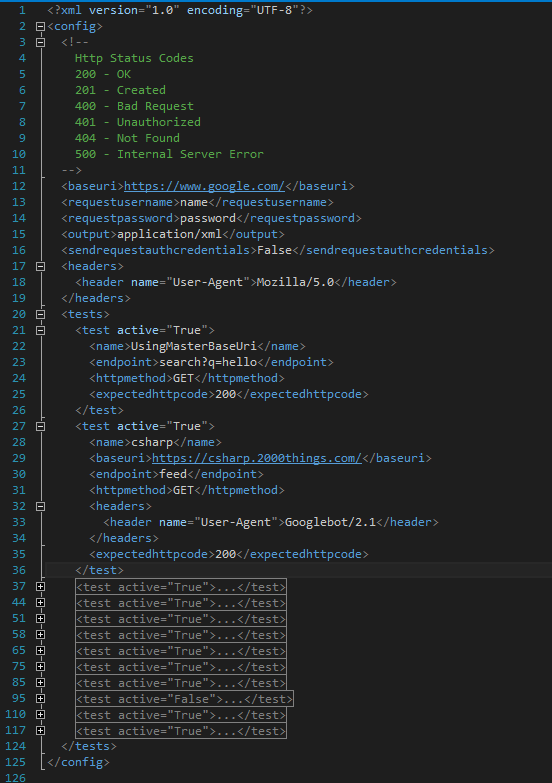 1 <?xml version="1.0" encoding="UTF-8"?>
2 <config>
3 <!--
4 Http Status Codes
5 200 - OK
6 201 - Created
7 400 - Bad Request
8 401 - Unauthorized
9 404 - Not Found
10 500 - Internal Server Error
11 -->
12 <baseuri>https://www.google.com/</baseuri>
13 <requestusername>name</requestusername>
14 <requestpassword>password</requestpassword>
15 <output>application/xml</output>
16 <sendrequestauthcredentials>False</sendrequestauthcredentials>
17 <headers>
18 <header name="User-Agent">Mozilla/5.0</header>
19 </headers>
20 <tests>
21 <test active="True">
22 <name>UsingMasterBaseUri</name>
23 <endpoint>search?q=hello</endpoint>
24 <httpmethod>GET</httpmethod>
25 <expectedhttpcode>200</expectedhttpcode>
26 </test>
27 <test active="True">
28 <name>csharp</name>
29 <baseuri>https://csharp.2000things.com/</baseuri>
30 <endpoint>feed</endpoint>
31 <httpmethod>GET</httpmethod>
32 <headers>
33 <header name="User-Agent">Googlebot/2.1</header>
34 </headers>
35 <expectedhttpcode>200</expectedhttpcode>
36 </test>
37 <test active="True">...</test>
44 <test active="True">...</test>
51 <test active="True">...</test>
58 <test active="True">...</test>
65 <test active="True">...</test>
75 <test active="True">...</test>
85 <test active="True">...</test>
95 <test active="False">...</test>
110 <test active="True">...</test>
117 <test active="True">...</test>
124 </tests>
125 </config>
126